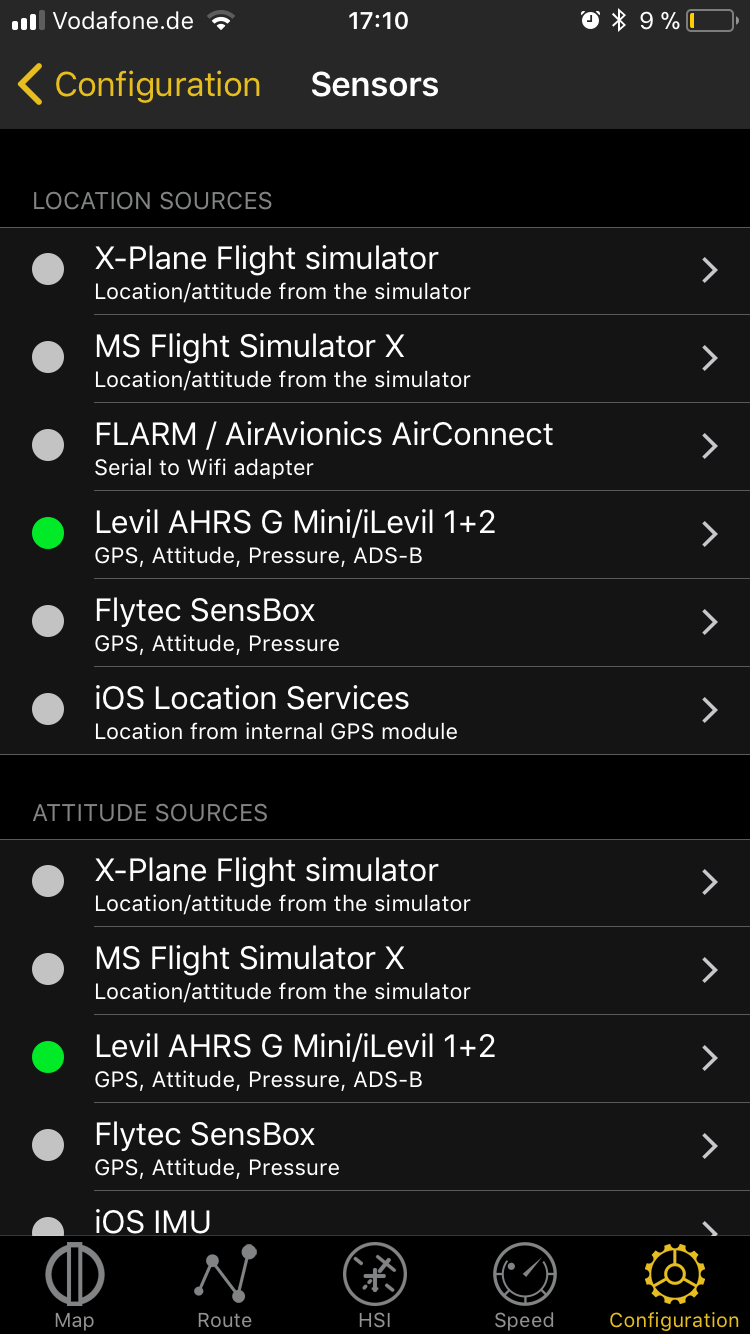 Vodafone.de 17:10 9 %
Configuration Sensors
LOCATION SOURCES
X-Plane Flight simulator
Location/attitude from the simulator
MS Flight Simulator X
Location/attitude from the simulator
FLARM / AirAvionics AirConnect
Serial to Wifi adapter
Levil AHRS G Mini/iLevil 1+2
GPS, Attitude, Pressure, ADS-B
Flytec SensBox
GPS, Attitude, Pressure
iOS Location Services
Location from internal GPS module
ATTITUDE SOURCES
X-Plane Flight simulator
Location/attitude from the simulator
MS Flight Simulator X
Location/attitude from the simulator
Levil AHRS G Mini/iLevil 1+2
GPS, Attitude, Pressure, ADS-B
Flytec SensBox
GPS, Attitude, Pressure
iOS IMU
Map Route HSI Speed Configuration